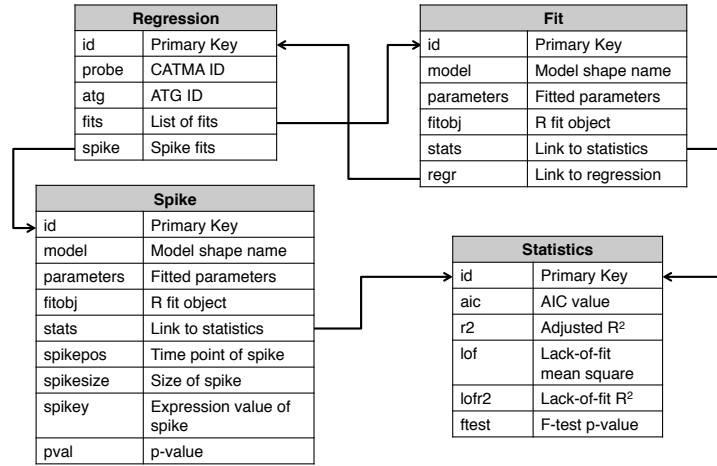 Regression
id Primary Key
probe CATMA ID
atg ATG ID
fits List of fits
spike Spike fits
Fit
id Primary Key
model Model shape name
parameters Fitted parameters
fitobj R fit object
stats Link to statistics
regr Link to regression
Spike
id Primary Key
model Model shape name
parameters Fitted parameters
fitobj R fit object
stats Link to statistics
spikepos Time point of spike
spikesize Size of spike
spikey Expression value of
spike
pval p-value
Statistics
id Primary Key
aic AIC value
r2 Adjusted R²
lof Lack-of-fit
mean square
lofr2 Lack-of-fit R²
ftest F-test p-value